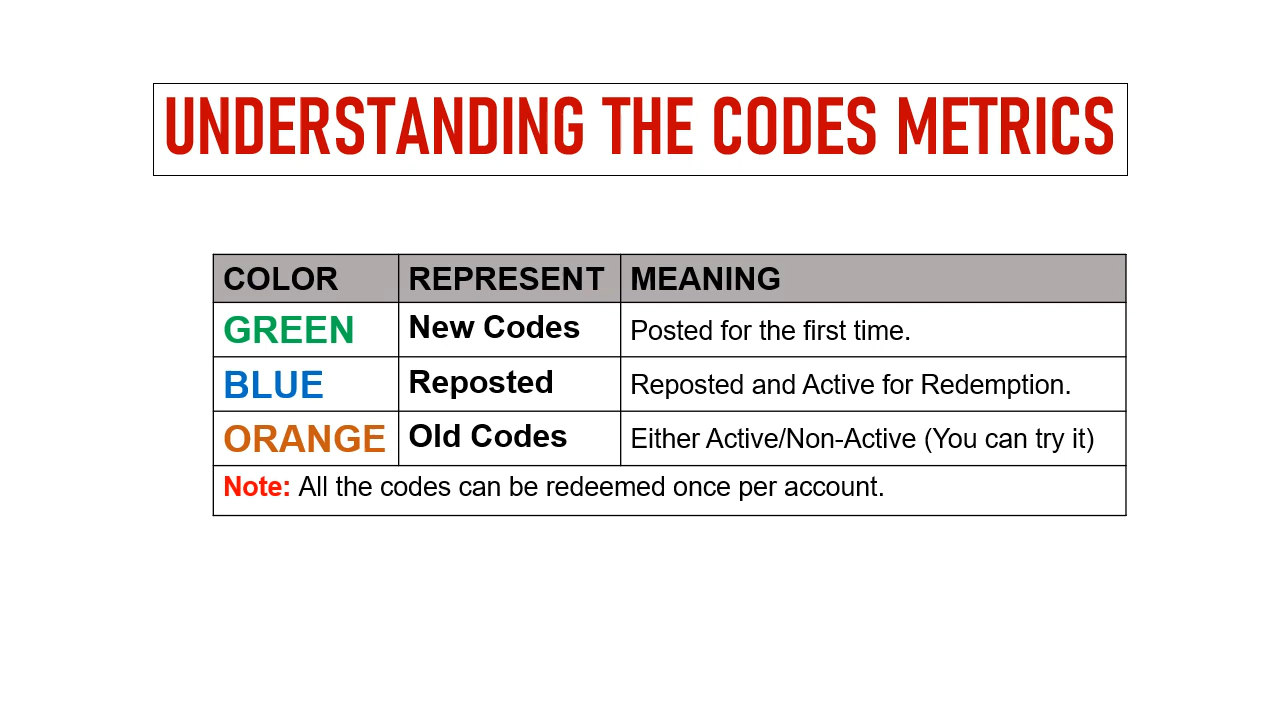 UNDERSTANDING THE CODES METRICS
COLOR REPRESENT MEANING
GREEN New Codes Posted for the first time.
BLUE Reposted Reposted and Active for Redemption.
ORANGE Old Codes Either Active/Non-Active (You can try it)
Note: All the codes can be redeemed once per account.